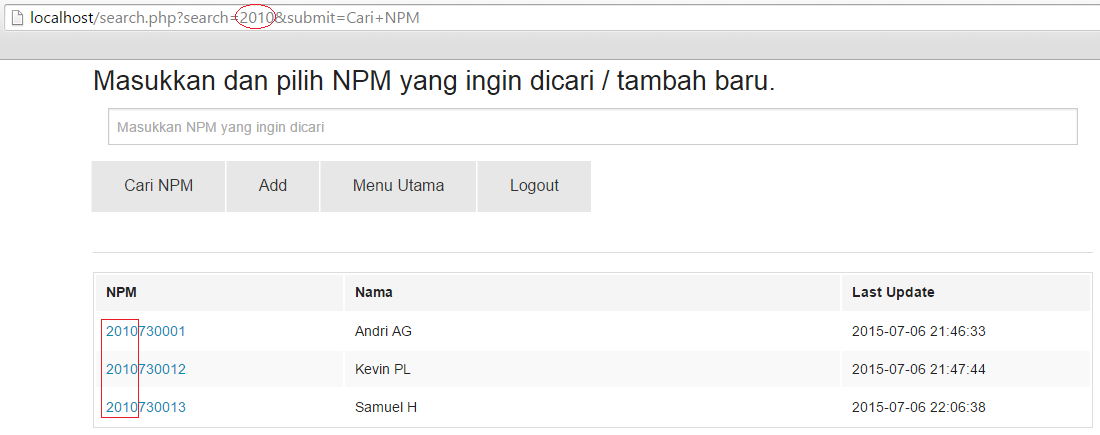 localhost/search.php?search=2010&submit=Cari+NPM
Masukkan dan pilih NPM yang ingin dicari / tambah baru.
Masukkan NPM yang ingin dicari
Cari NPM Add Menu Utama Logout
NPM Nama Last Update
2010730001 Andri AG 2015-07-06 21:46:33
2010730012 Kevin PL 2015-07-06 21:47:44
2010730013 Samuel H 2015-07-06 22:06:38